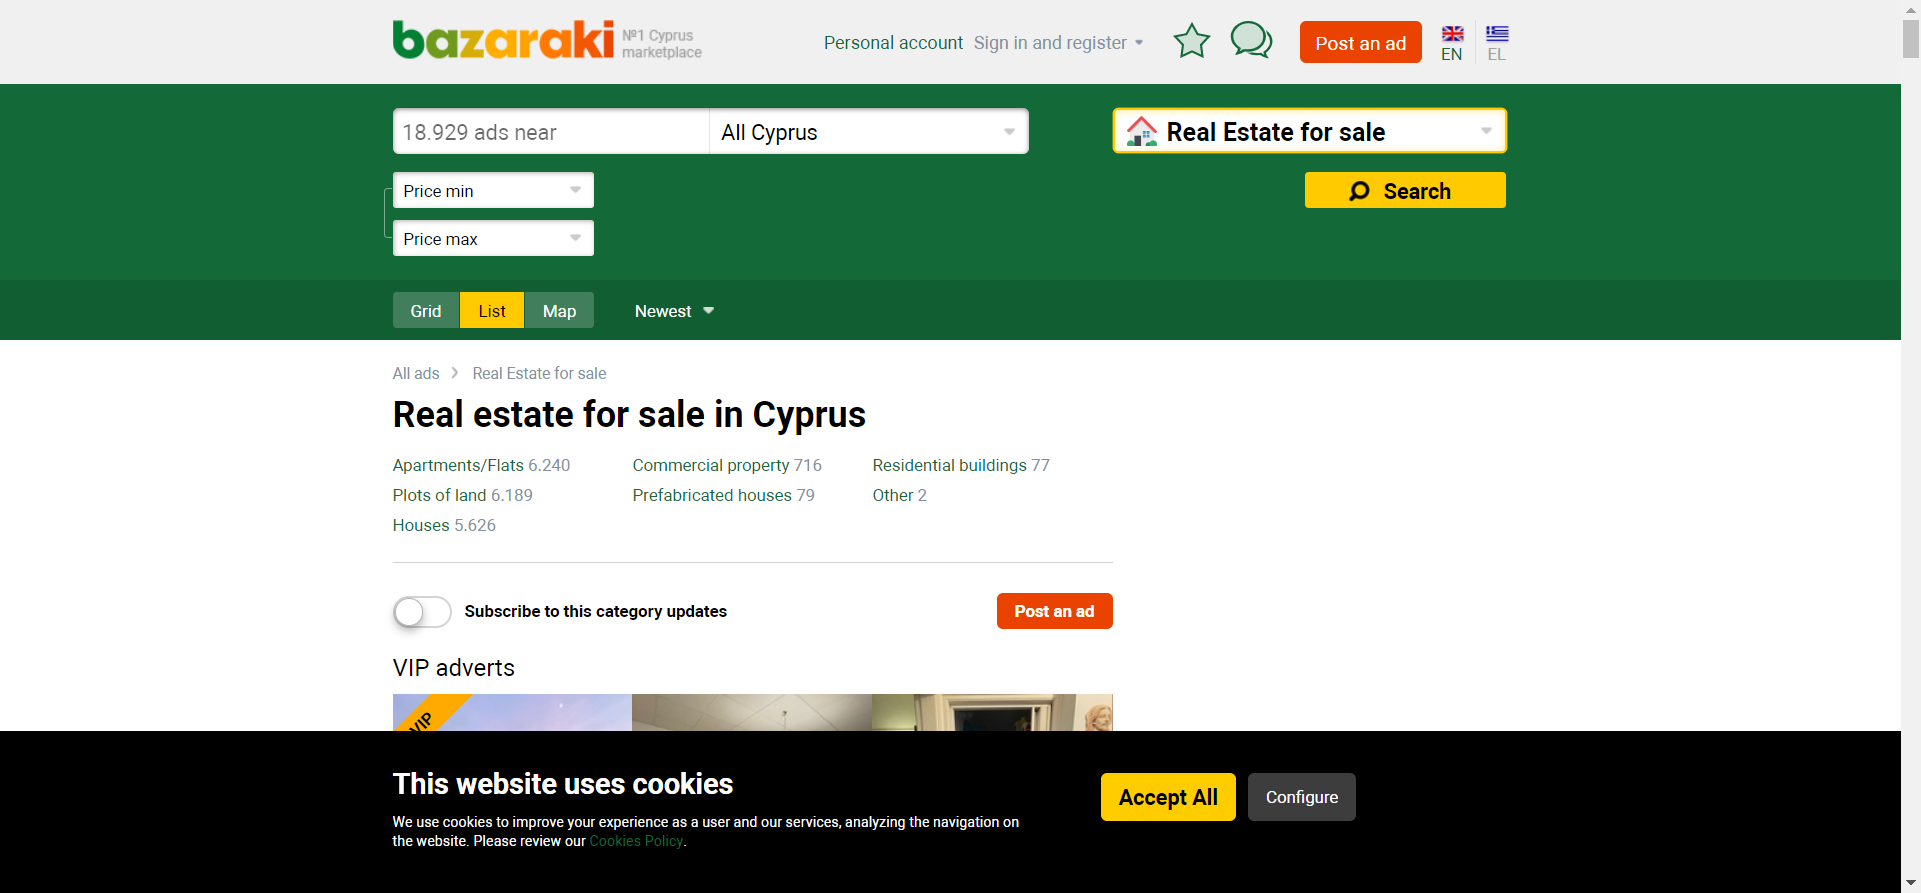 bazaraki
№1 Cyprus
marketplace
Personal account Sign in and register
Post an ad
EN
EL
18.929 ads near
All Cyprus
Real Estate for sale
Price min
Search
Price max
Grid List Map Newest
All ads Real Estate for sale
Real estate for sale in Cyprus
Apartments/Flats 6.240 Commercial property 716 Residential buildings 77
Plots of land 6.189 Prefabricated houses 79 Other 2
Houses 5.626
Subscribe to this category updates
Post an ad
VIP adverts
VIP
This website uses cookies
We use cookies to improve your experience as a user and our services, analyzing the navigation on
the website. Please review our Cookies Policy.
Accept All
Configure